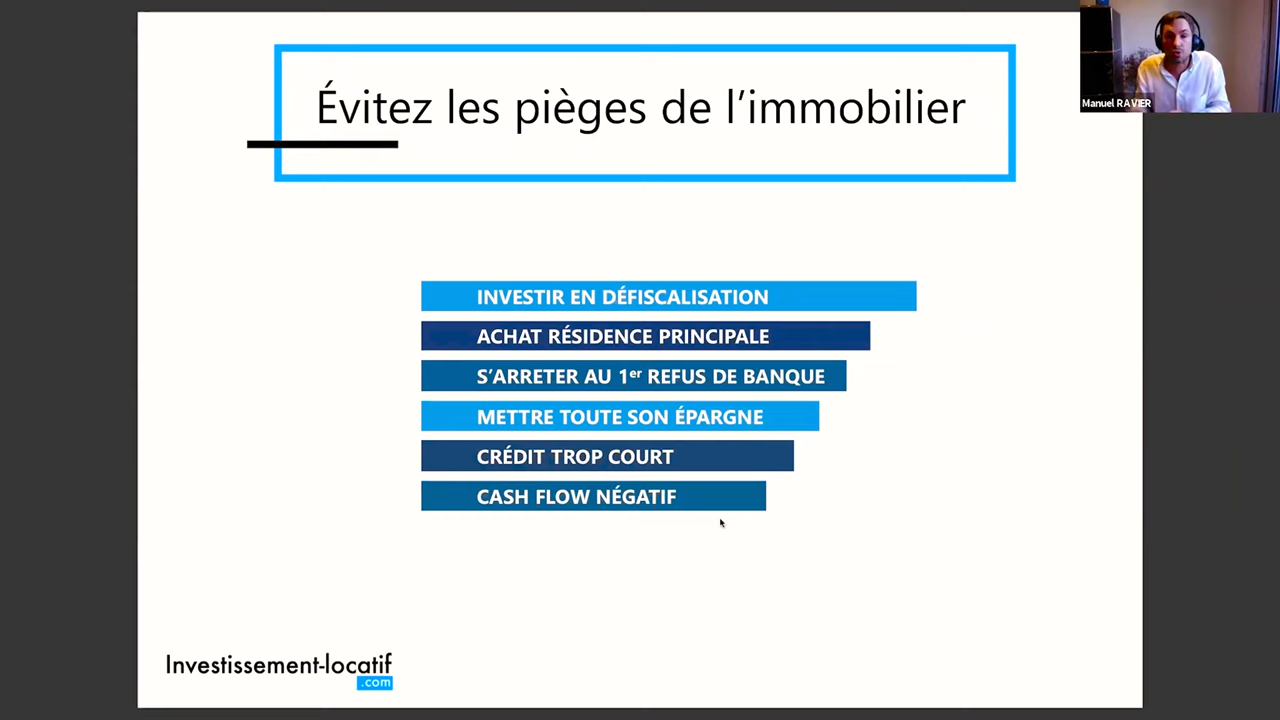 Évitez les pièges de l’immobilier
Manuel RAVIER
INVESTIR EN DÉFISCALISATION
ACHAT RÉSIDENCE PRINCIPALE
S’ARRETER AU 1er REFUS DE BANQUE
METTRE TOUTE SON ÉPARGNE
CRÉDIT TROP COURT
CASH FLOW NÉGATIF
Investissement-locatif
.com